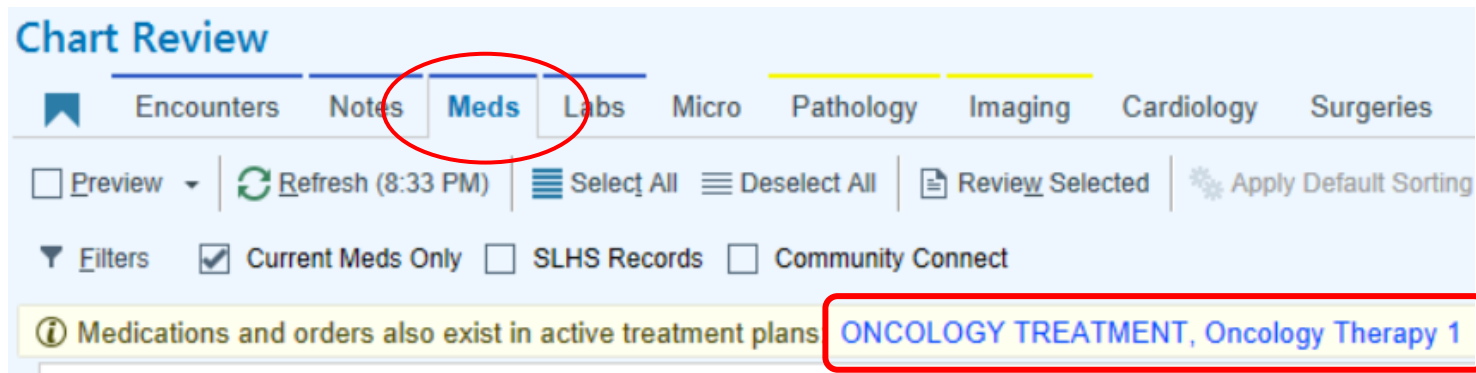 Chart Review
Encounters Notes Meds Labs Micro Pathology Imaging Cardiology Surgeries
Preview Refresh (8:33 PM) Select All Deselect All Review Selected Apply Default Sorting
Filters Current Meds Only SLHS Records Community Connect
Medications and orders also exist in active treatment plans: ONCOLOGY TREATMENT, Oncology Therapy 1